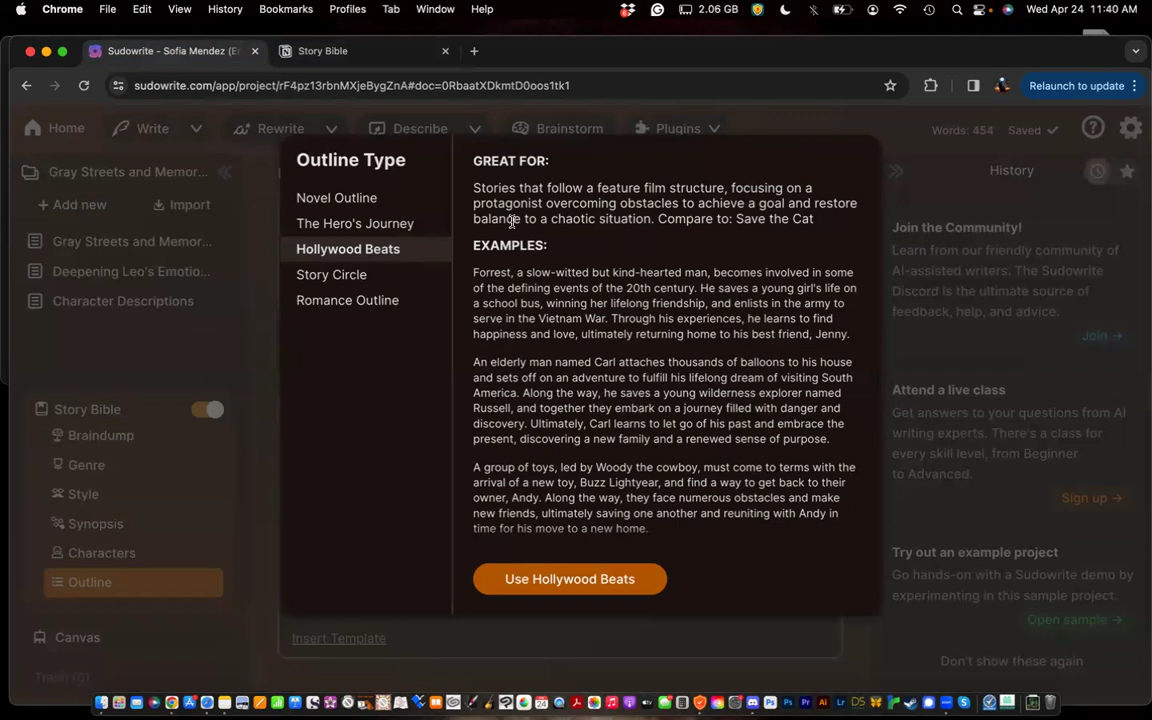 Chrome File Edit View History Bookmarks Profiles Tab Window Help 2.06 GB Wed Apr 24 11:40 AM
Sudowrite - Sofia Mendez (E Story Bible
sudowrite.com/app/project/rF4pz13rbnMXjeBygZnA#doc=0RbaatXDkmtD0oos1tk1 Relaunch to update
Home Write Rewrite Describe Brainstorm Plugins Words: 454 Saved
Gray Streets and Memor...
Add new Import
Gray Streets and Memor...
Deepening Leo's Emotio...
Character Descriptions
Story Bible
Braindump
Genre
Style
Synopsis
Characters
Outline
Canvas
Trash (0)
Outline Type
Novel Outline
The Hero's Journey
Hollywood Beats
Story Circle
Romance Outline
GREAT FOR:
Stories that follow a feature film structure, focusing on a
protagonist overcoming obstacles to achieve a goal and restore
balance to a chaotic situation. Compare to: Save the Cat
EXAMPLES:
Forrest, a slow-witted but kind-hearted man, becomes involved in some
of the defining events of the 20th century. He saves a young girl's life on
a school bus, winning her lifelong friendship, and enlists in the army to
serve in the Vietnam War. Through his experiences, he learns to find
happiness and love, ultimately returning home to his best friend, Jenny.
An elderly man named Carl attaches thousands of balloons to his house
and sets off on an adventure to fulfill his lifelong dream of visiting South
America. Along the way, he saves a young wilderness explorer named
Russell, and together they embark on a journey filled with danger and
discovery. Ultimately, Carl learns to let go of his past and embrace the
present, discovering a new family and a renewed sense of purpose.
A group of toys, led by Woody the cowboy, must come to terms with the
arrival of a new toy, Buzz Lightyear, and find a way to get back to their
owner, Andy. Along the way, they face numerous obstacles and make
new friends, ultimately saving one another and reuniting with Andy in
time for his move to a new home.
Use Hollywood Beats
Insert Template
History
Join the Community!
Learn from our friendly community of
AI-assisted writers. The Sudowrite
Discord is the ultimate source of
feedback, help, and advice.
Join →
Attend a live class
Get answers to your questions from AI
writing experts. There's a class for
every skill level, from Beginner
to Advanced.
Sign up →
Try out an example project
Go hands-on with a Sudowrite demo by
experimenting in this sample project.
Open sample →
Don't show these again